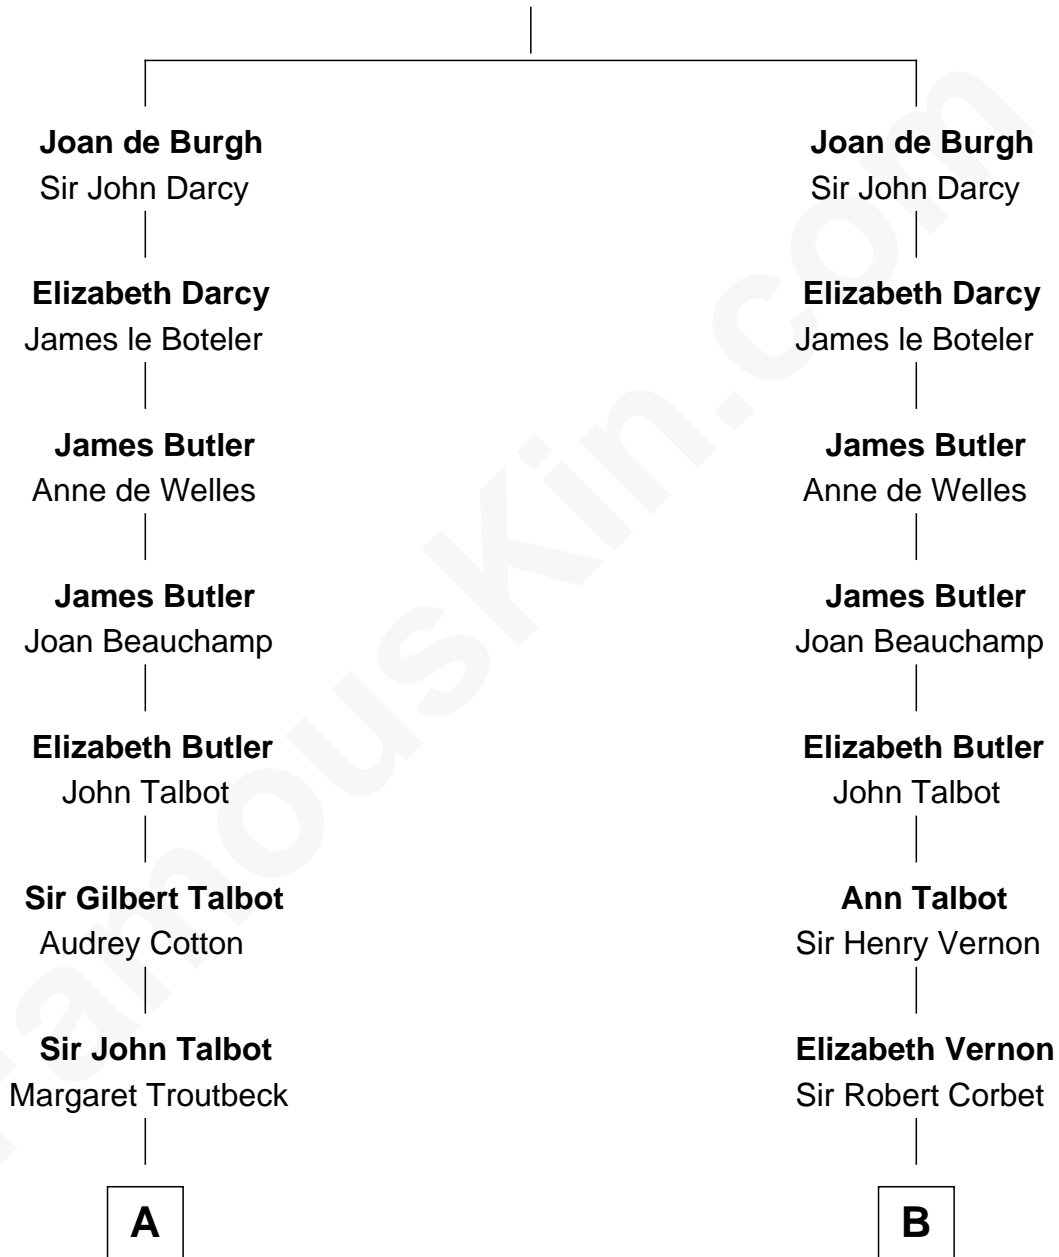 Joan de Burgh
Sir John Darcy
Elizabeth Darcy
James le Boteler
James Butler
Anne de Welles
James Butler
Joan Beauchamp
Elizabeth Butler
John Talbot
Sir Gilbert Talbot
Audrey Cotton
Sir John Talbot
Margaret Troutbeck
A
Joan de Burgh
Sir John Darcy
Elizabeth Darcy
James le Boteler
James Butler
Anne de Welles
James Butler
Joan Beauchamp
Elizabeth Butler
John Talbot
Ann Talbot
Sir Henry Vernon
Elizabeth Vernon
Sir Robert Corbet
B
FamousKin.com